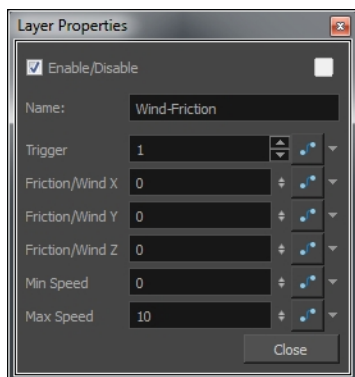 Layer Properties
Enable/Disable
Name: Wind-Friction
Trigger 1
Friction/Wind X 0
Friction/Wind Y 0
Friction/Wind Z 0
Min Speed 0
Max Speed 10
Close